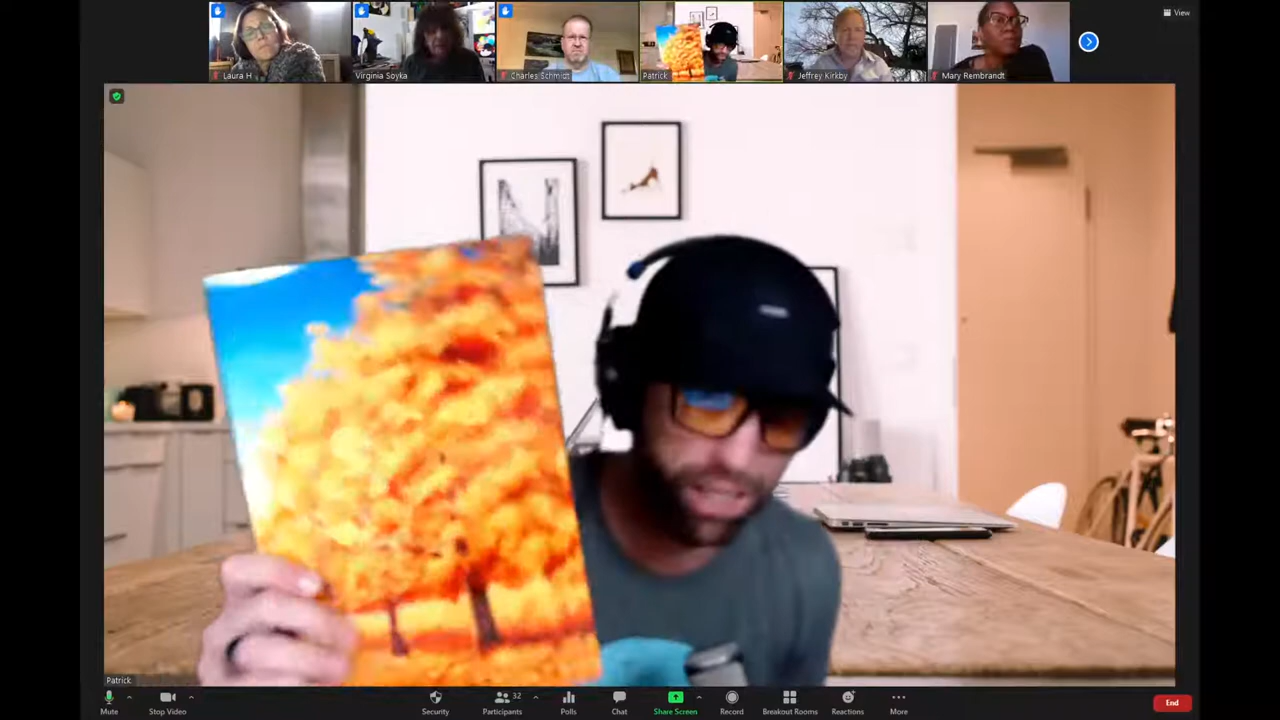 View
Laura H
Virginia Soyka
Charles Schmidt
Patrick
Jeffrey Kirkby
Mary Rembrandt
Patrick
Mute
Stop Video
Security
Participants
32
Polls
Chat
Share Screen
Record
Breakout Rooms
Reactions
More
End